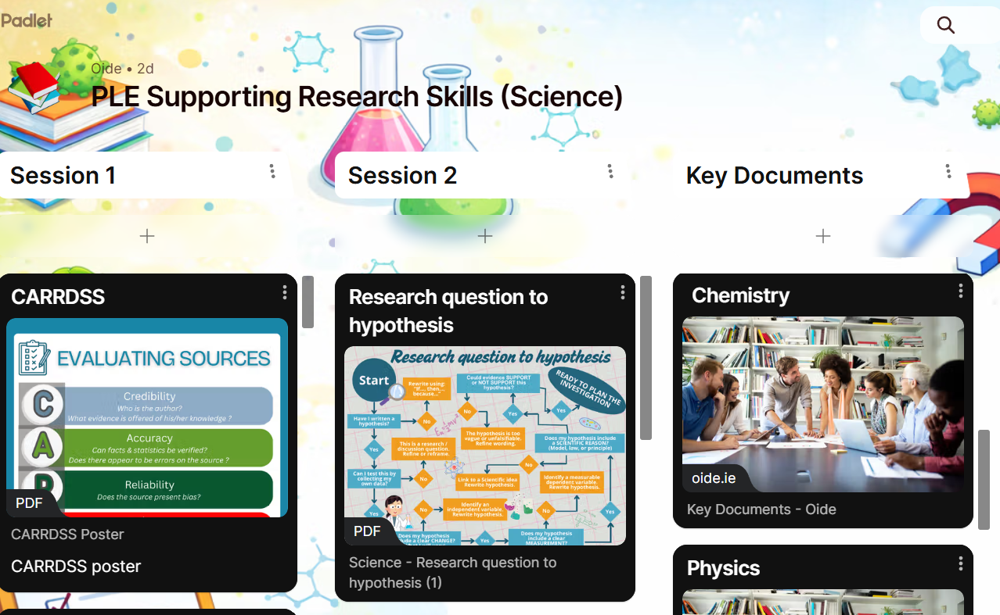 Padlet
Oide • 2d
PLE Supporting Research Skills (Science)
Session 1
CARRDSS
EVALUATING SOURCES
C
Credibility
Who is the author?
What evidence is offered of his/her knowledge ?
A
Accuracy
Can facts & statistics be verified?
Does there appear to be errors on the source ?
R
Reliability
Does the source present bias?
PDF
CARRDSS Poster
CARRDSS poster
Session 2
Research question to
hypothesis
Research question to hypothesis
Start
Rewrite using:
"If..., then...,
because..."
Could evidence SUPPORT
or NOT SUPPORT this
hypothesis?
READY TO PLAN THE
INVESTIGATION
Have I written a
hypothesis?
No
No
Yes
Yes
The hypothesis is too
vague or unfalsifiable.
Refine wording.
Does my hypothesis include
a SCIENTIFIC REASON?
(Model, law, or principle)
Yes
This is a research /
discussion question.
Refine or reframe.
No
Can I test this by
collecting my
own data?
No
Link to a Scientific idea
Rewrite hypothesis.
Identify a measurable
dependent variable.
Rewrite hypothesis.
Yes
No
Identify an
independent variable.
Rewrite hypothesis.
No
Yes
Does my hypothesis
include a clear CHANGE?
Yes
Does my hypothesis
include a clear
MEASUREMENT?
PDF
Science - Research question to
hypothesis (1)
Key Documents
Chemistry
oide.ie
Key Documents - Oide
Physics